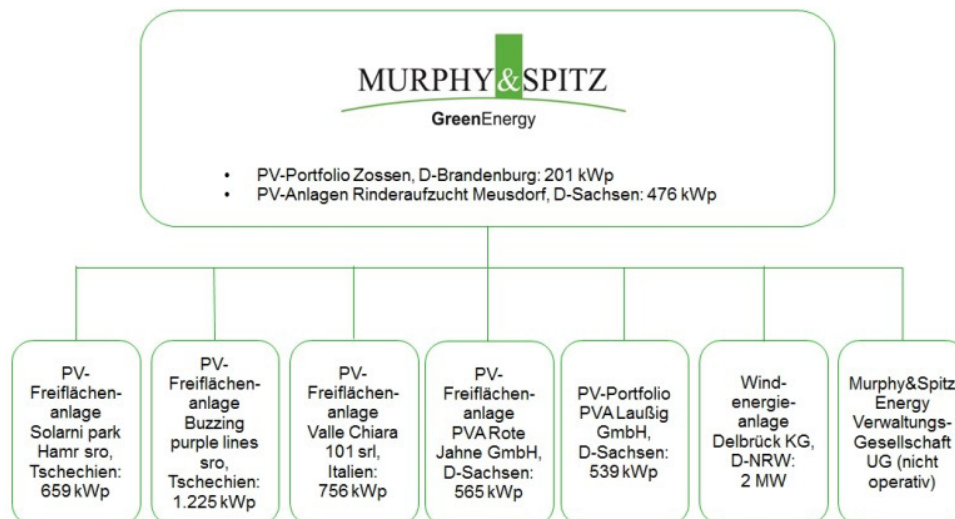 MURPHY&SPITZ
GreenEnergy
• PV-Portfolio Zossen, D-Brandenburg: 201 kWp
• PV-Anlagen Rinderaufzucht Meusdorf, D-Sachsen: 476 kWp
PV-
Freiflächen-
anlage
Solarni park
Hamr sro,
Tschechien:
659 kWp
PV-
Freiflächen-
anlage
Buzzing
purple lines
sro,
Tschechien:
1.225 kWp
PV-
Freiflächen-
anlage
Valle Chiara
101 srl,
Italien:
756 kWp
PV-
Freiflächen-
anlage
PVA Rote
Jahne GmbH,
D-Sachsen:
565 kWp
PV-Portfolio
PVA Laußig
GmbH,
D-Sachsen:
539 kWp
Wind-
energie-
anlage
Delbrück KG,
D-NRW:
2 MW
Murphy&Spitz
Energy
Verwaltungs-
Gesellschaft
UG (nicht
operativ)